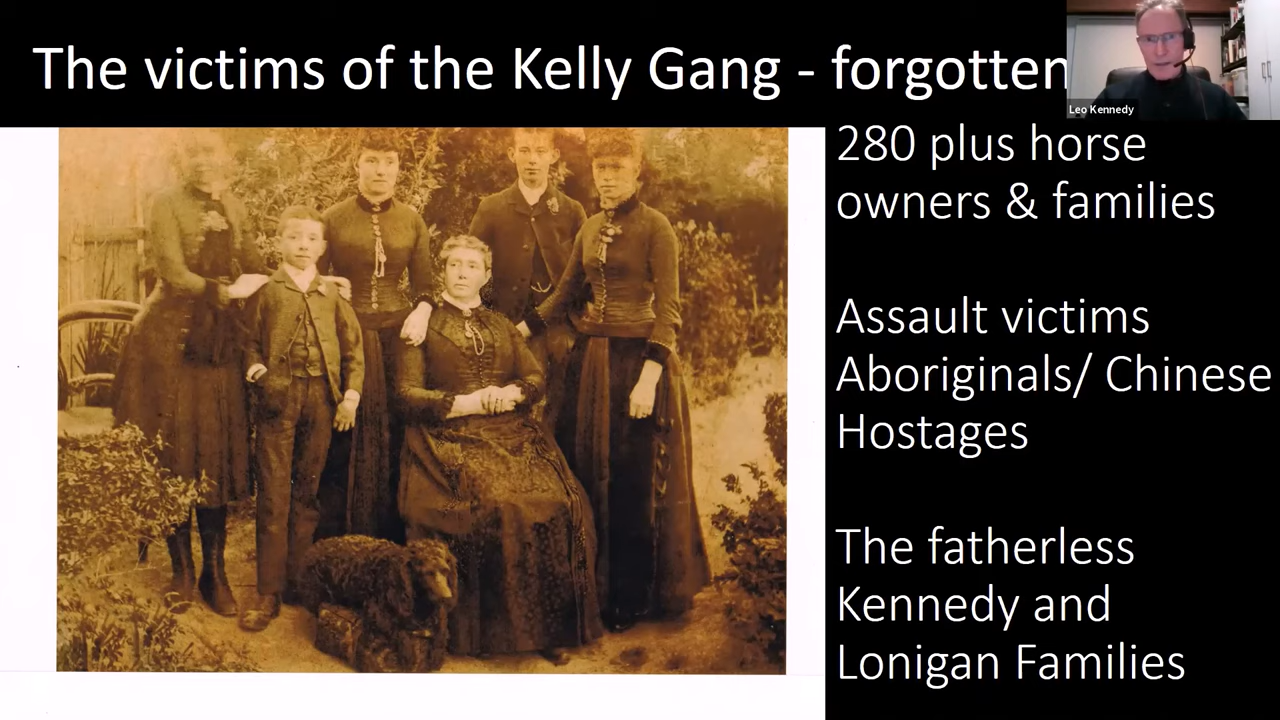 The victims of the Kelly Gang - forgotten
Leo Kennedy
280 plus horse
owners & families
Assault victims
Aboriginals/ Chinese
Hostages
The fatherless
Kennedy and
Lonigan Families